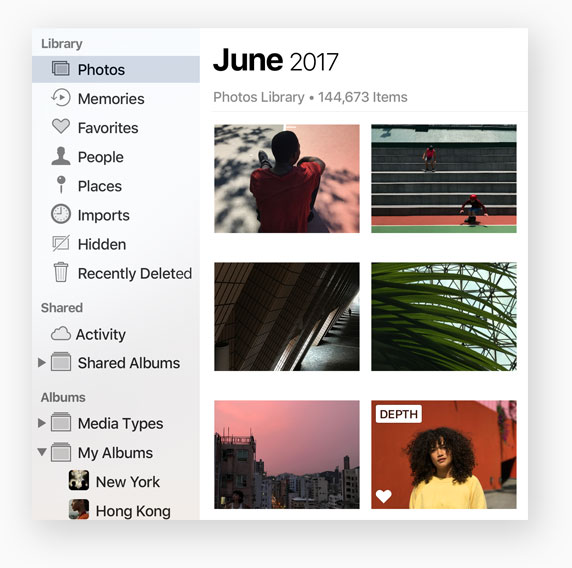 Library
Photos
Memories
Favorites
People
Places
Imports
Hidden
Recently Deleted
Shared
Activity
Shared Albums
Albums
Media Types
My Albums
New York
Hong Kong
June 2017
Photos Library • 144,673 Items
DEPTH